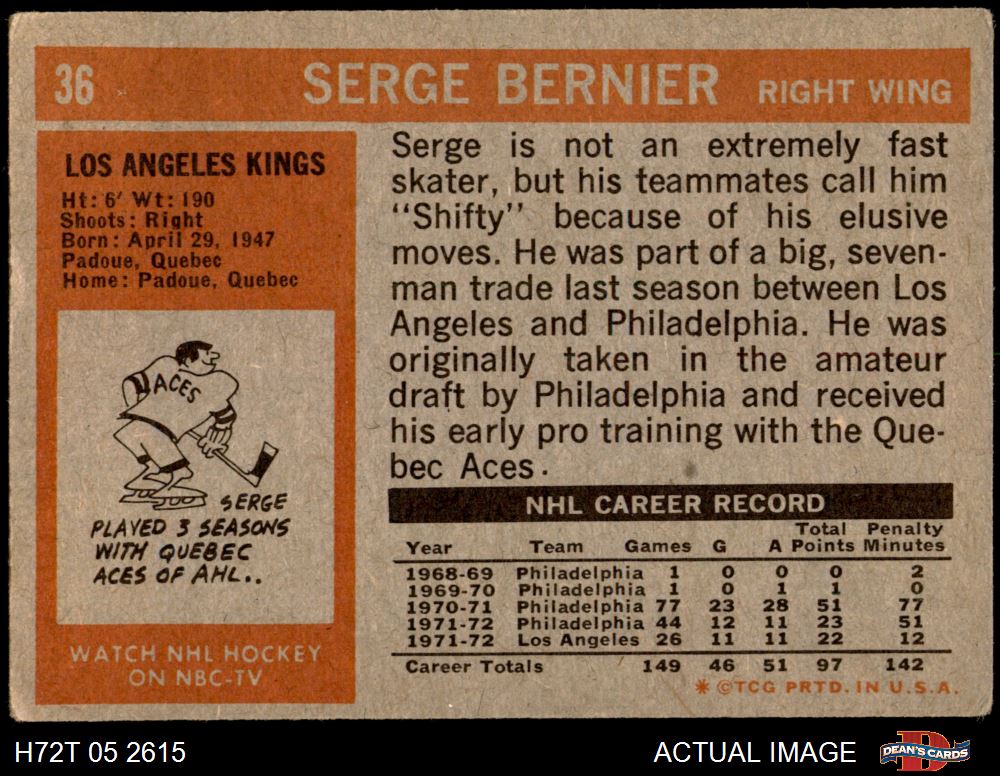 36 SERGE BERNIER RIGHT WING
LOS ANGELES KINGS
Ht: 6' Wt: 190
Shoots: Right
Born: April 29, 1947
Padoue, Quebec
Home: Padoue, Quebec
ACES
SERGE
PLAYED 3 SEASONS
WITH QUEBEC
ACES OF AHL..
WATCH NHL HOCKEY
ON NBC-TV
Serge is not an extremely fast
skater, but his teammates call him
"Shifty" because of his elusive
moves. He was part of a big, seven-
man trade last season between Los
Angeles and Philadelphia. He was
originally taken in the amateur
draft by Philadelphia and received
his early pro training with the Que-
bec Aces.
NHL CAREER RECORD
Year Team Games G A Total Points Penalty Minutes
1968-69 Philadelphia 1 0 0 0 2
1969-70 Philadelphia 1 0 1 1 0
1970-71 Philadelphia 77 23 28 51 77
1971-72 Philadelphia 44 12 11 23 51
1971-72 Los Angeles 26 11 11 22 12
Career Totals 149 46 51 97 142
* ©TCG PRTD. IN U.S.A.
H72T 05 2615 ACTUAL IMAGE DEAN'S CARDS